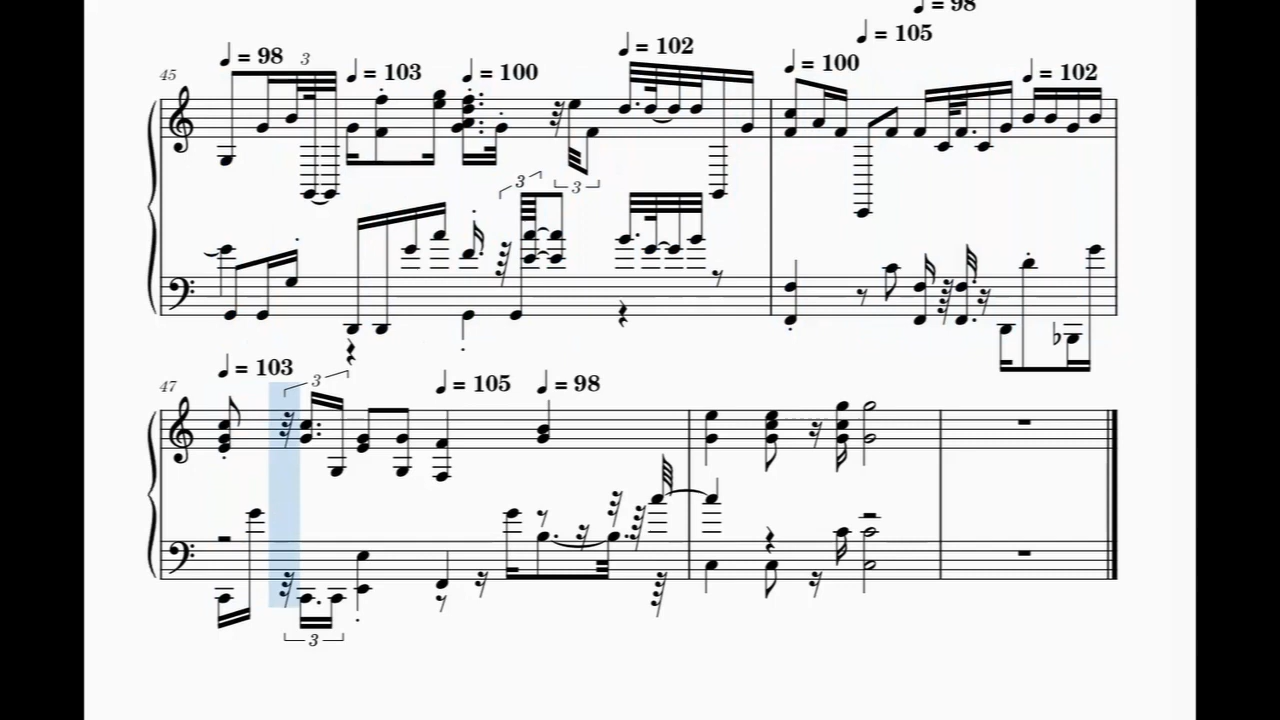 ♩ = 98
♩ = 105
♩ = 98 3 ♩ = 103 ♩ = 100 ♩ = 102 ♩ = 100 ♩ = 102
45
3 3
♩ = 103 3 ♩ = 105 ♩ = 98
47
3